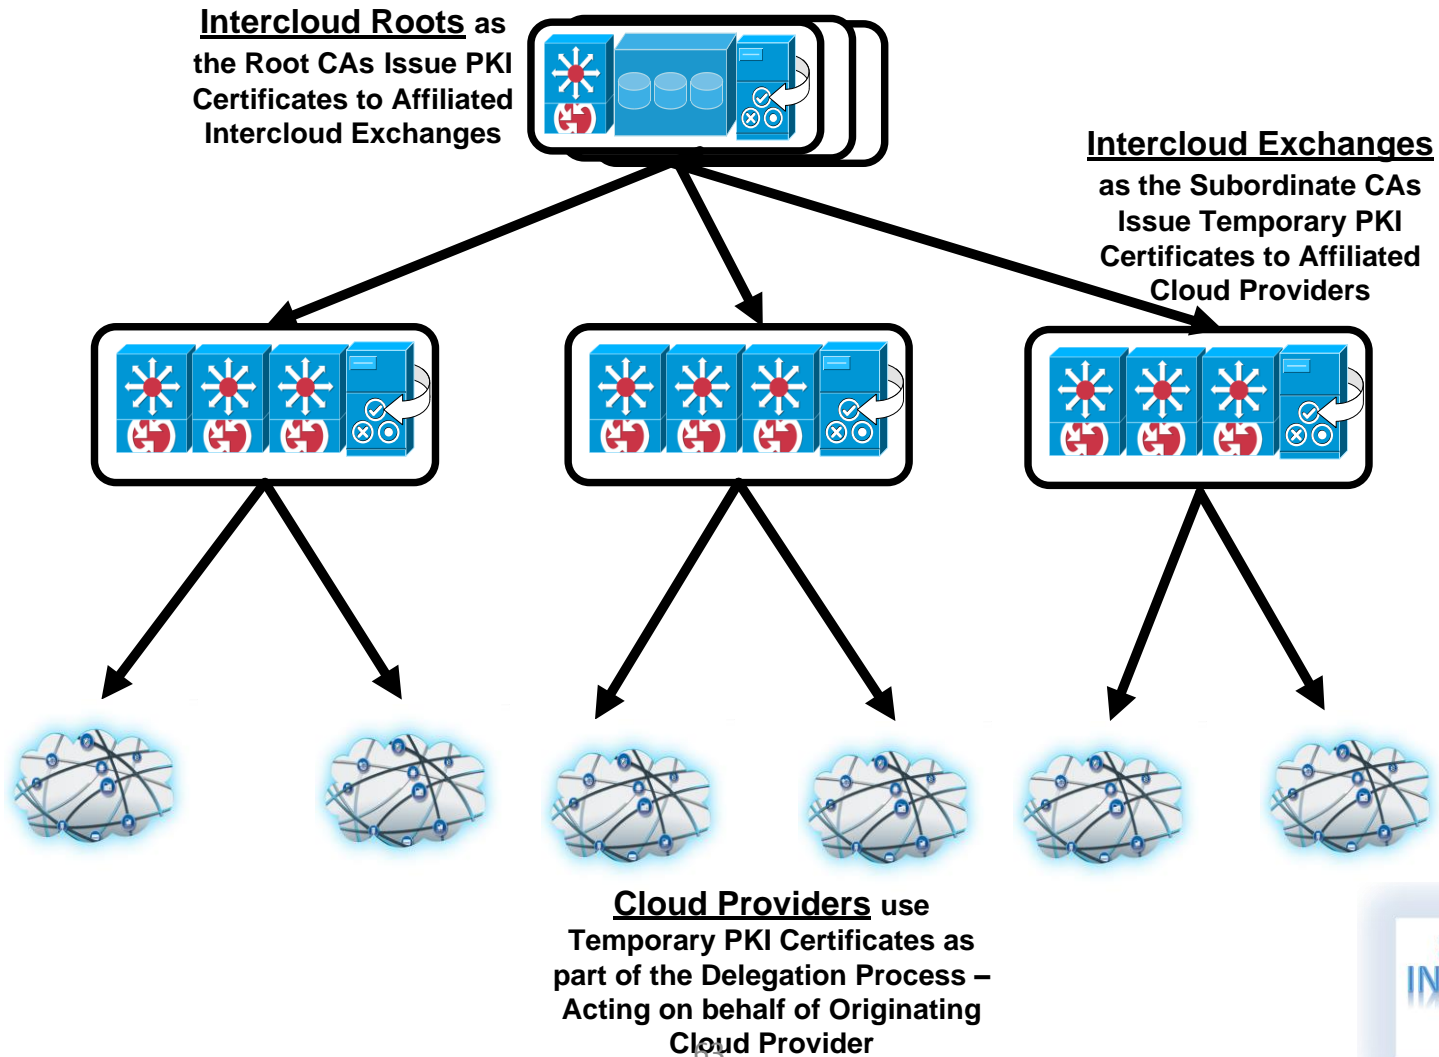 Intercloud Roots as
the Root CAs Issue PKI
Certificates to Affiliated
Intercloud Exchanges
Intercloud Exchanges
as the Subordinate CAs
Issue Temporary PKI
Certificates to Affiliated
Cloud Providers
Cloud Providers use
Temporary PKI Certificates as
part of the Delegation Process –
Acting on behalf of Originating
Cloud Provider
63
IN